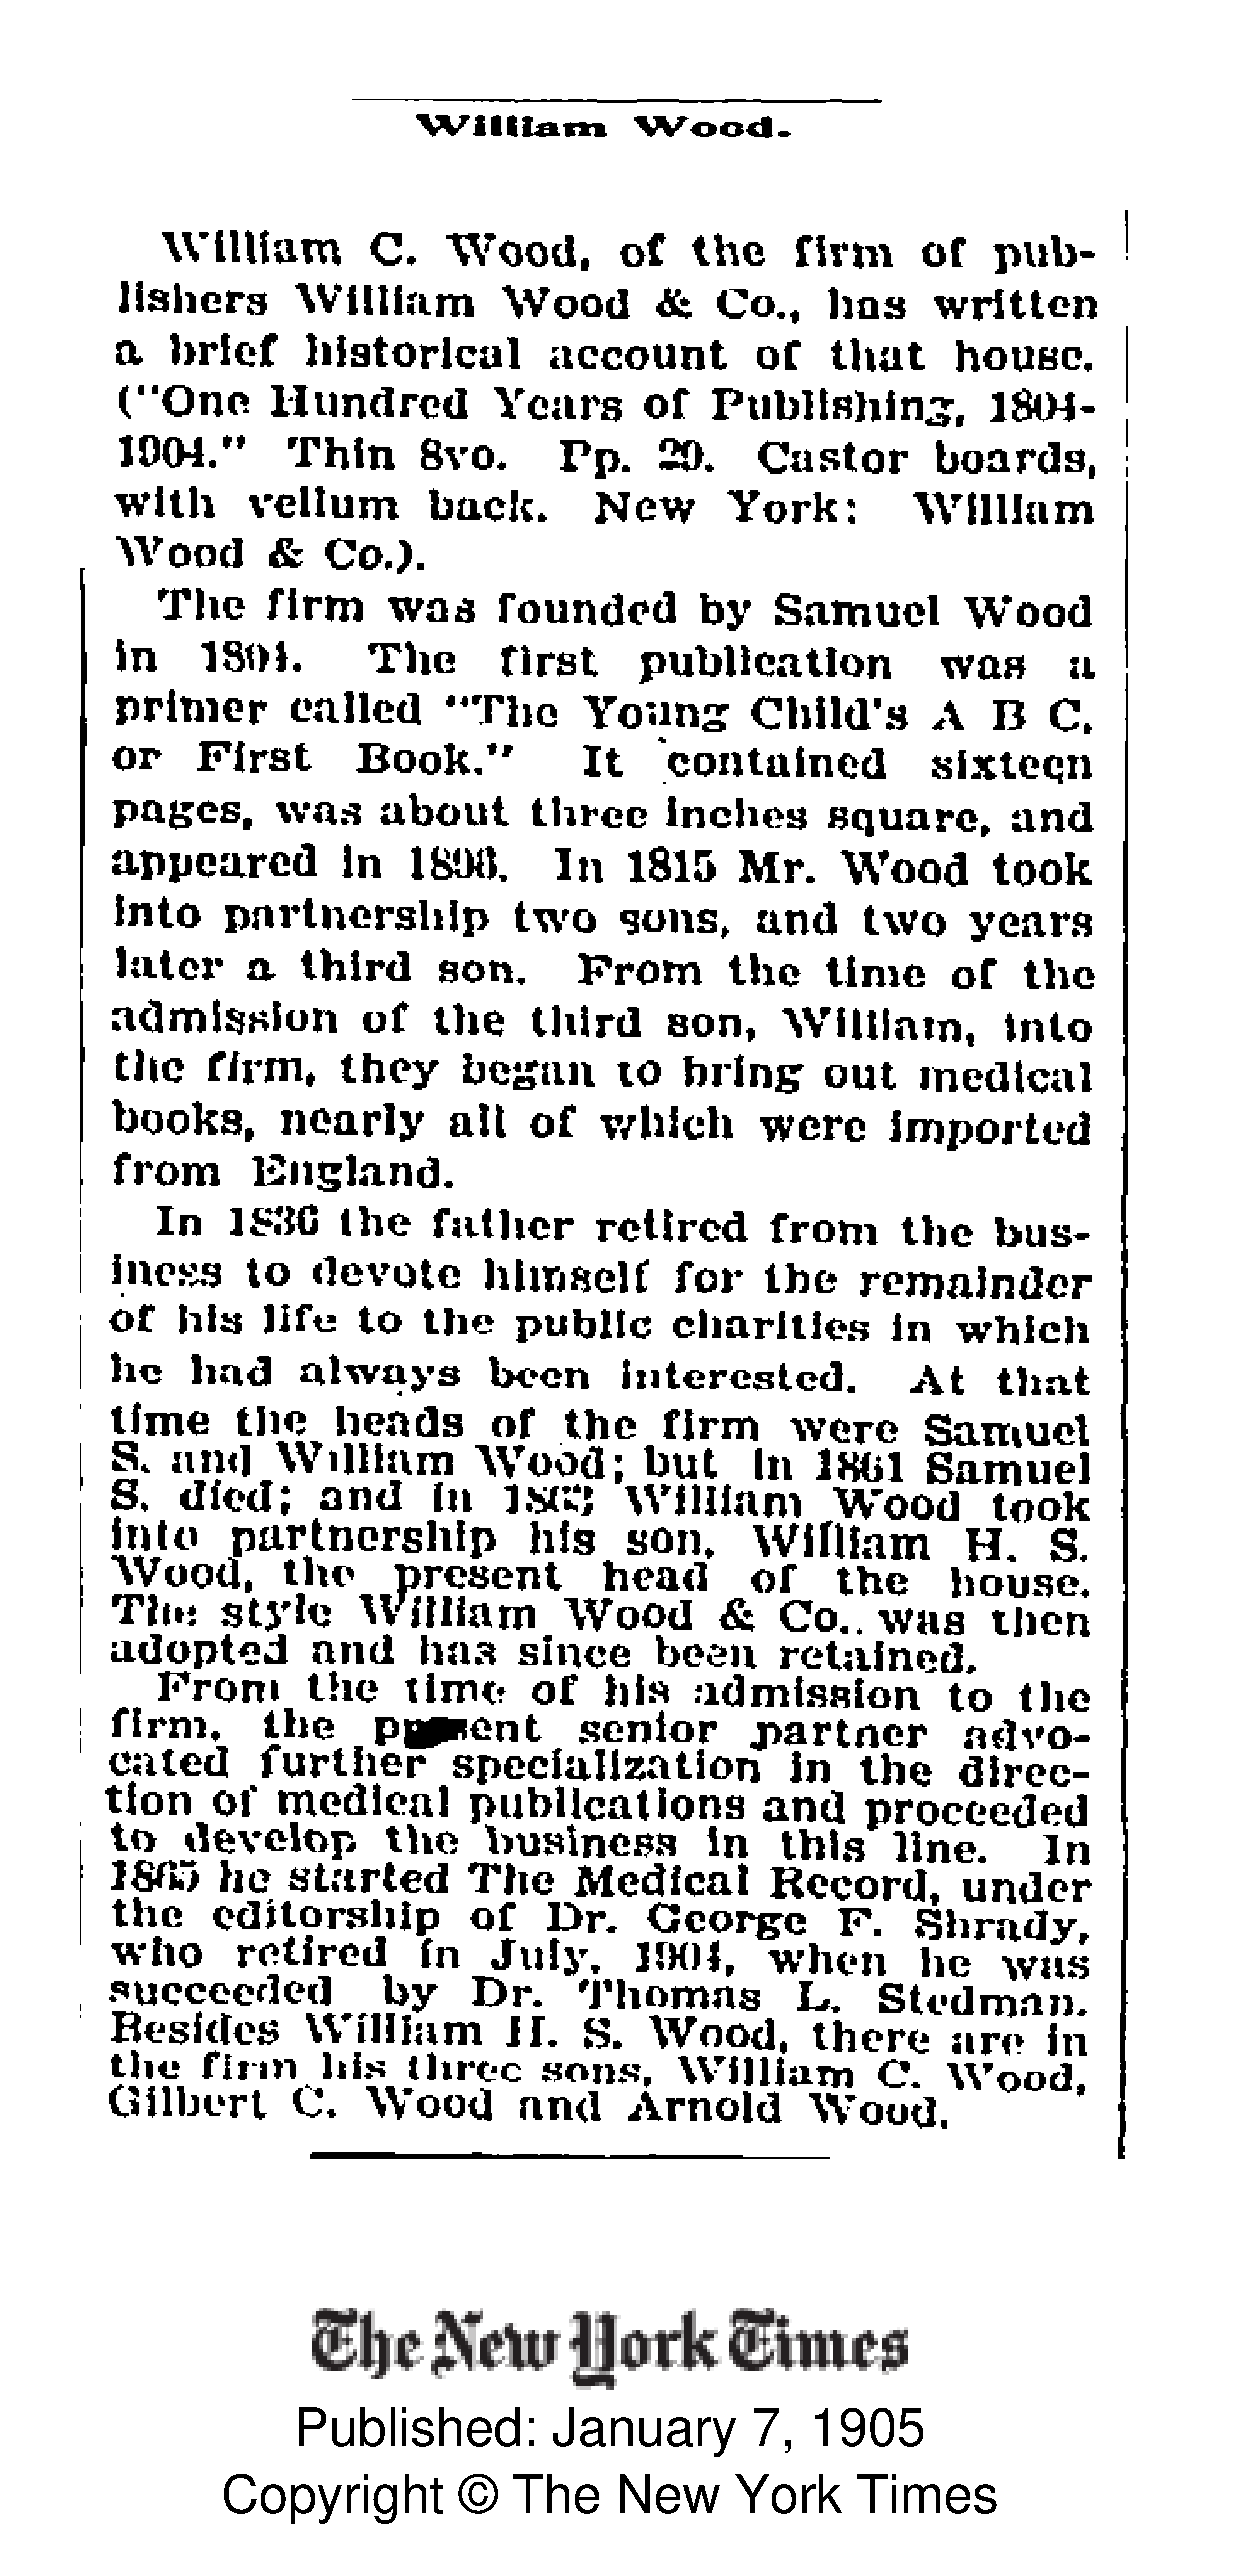 William Wood.
William C. Wood, of the firm of pub-
lishers William Wood & Co., has written
a brief historical account of that house.
("One Hundred Years of Publishing, 1804-
1904." Thin 8vo. Pp. 29. Castor boards,
with vellum back. New York: William
Wood & Co.).
The firm was founded by Samuel Wood
in 1804. The first publication was a
primer called "The Young Child's A B C,
or First Book." It contained sixteen
pages, was about three inches square, and
appeared in In 1815 Mr. Wood took
into partnership two sons, and two years
later a third son. From the time of the
admission of the third son, William, into
the firm, they began to bring out medical
books, nearly all of which were imported
from England.
In 1836 the father retired from the bus-
iness to devote himself for the remainder
of his life to the public charities in which
he had always been interested. At that
time the heads of the firm were Samuel
S. and William Wood; but in 1861 Samuel
S. died; and in William Wood took
into partnership his son, William H. S.
Wood, the present head of the house.
The style William Wood & Co., was then
adopted and has since been retained.
From the time of his admission to the
firm, the present senior partner advo-
cated further specialization in the direc-
tion of medical publications and proceeded
to develop the business in this line. In
1865 he started The Medical Record, under
the editorship of Dr. George F. Shrady,
who retired in July, 1904, when he was
succeeded by Dr. Thomas L. Stedman.
Besides William H. S. Wood, there are in
the firm his three sons, William C. Wood,
Gilbert C. Wood and Arnold Wood.
The New York Times
Published: January 7, 1905
Copyright © The New York Times